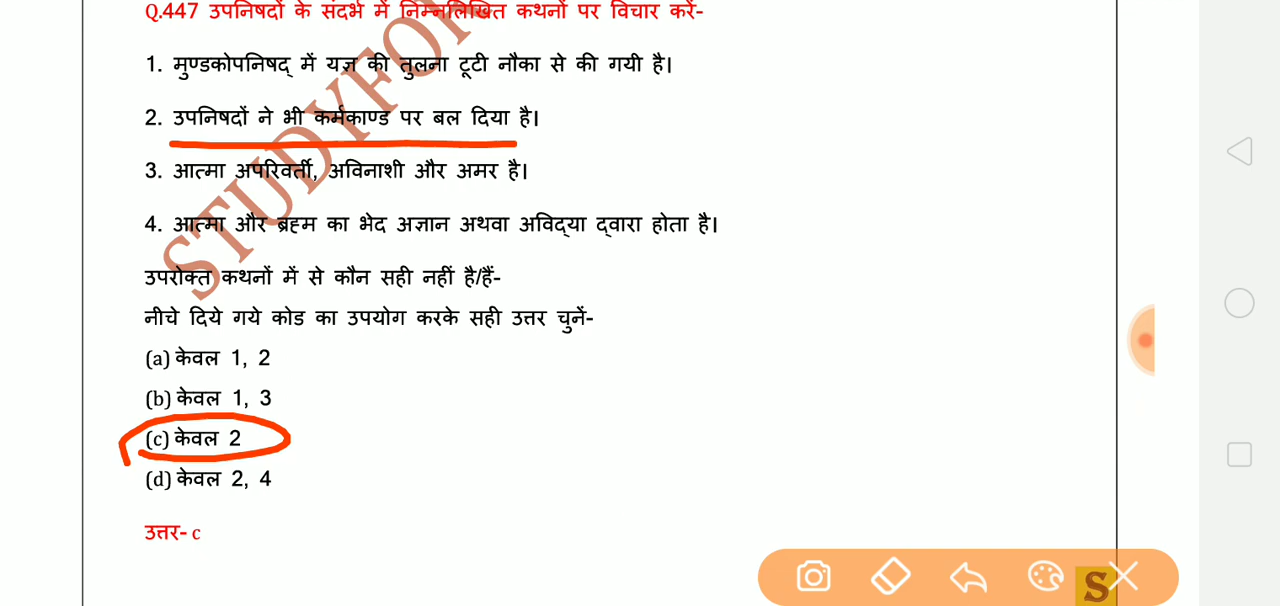 Q.447 उपनिषदों के संदर्भ में निम्नलिखित कथनों पर विचार करें-
1. मुण्डकोपनिषद् में यज्ञ की तुलना टूटी नौका से की गयी है।
2. उपनिषदों ने भी कर्मकाण्ड पर बल दिया है।
3. आत्मा अपरिवर्ती, अविनाशी और अमर है।
4. आत्मा और ब्रह्म का भेद अज्ञान अथवा अविद्या द्वारा होता है।
उपरोक्त कथनों में से कौन सही नहीं है/हैं-
नीचे दिये गये कोड का उपयोग करके सही उत्तर चुनें-
(a) केवल 1, 2
(b) केवल 1, 3
(c) केवल 2
(d) केवल 2, 4
उत्तर- c
STUDYFOR
S